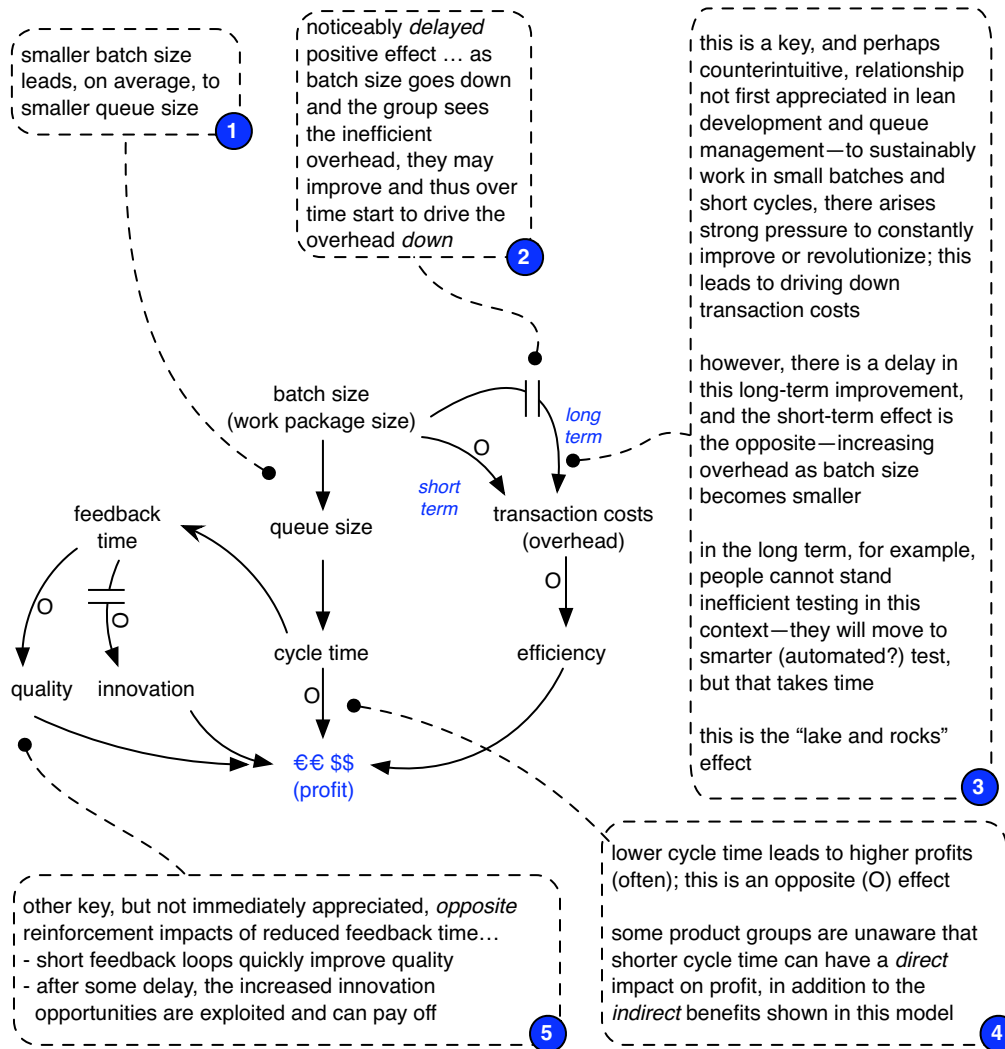 smaller batch size
leads, on average, to
smaller queue size
1
noticeably delayed
positive effect … as
batch size goes down
and the group sees
the inefficient
overhead, they may
improve and thus over
time start to drive the
overhead down
2
this is a key, and perhaps
counterintuitive, relationship
not first appreciated in lean
development and queue
management—to sustainably
work in small batches and
short cycles, there arises
strong pressure to constantly
improve or revolutionize; this
leads to driving down
transaction costs
however, there is a delay in
this long-term improvement,
and the short-term effect is
the opposite—increasing
overhead as batch size
becomes smaller
in the long term, for example,
people cannot stand
inefficient testing in this
context—they will move to
smarter (automated?) test,
but that takes time
this is the “lake and rocks”
effect
3
batch size
(work package size)
long
term
O
short
term
queue size
transaction costs
(overhead)
feedback
time
O
O
O
cycle time
efficiency
quality
innovation
O
€€ $$
(profit)
lower cycle time leads to higher profits
(often); this is an opposite (O) effect
some product groups are unaware that
shorter cycle time can have a direct
impact on profit, in addition to the
indirect benefits shown in this model
4
other key, but not immediately appreciated, opposite
reinforcement impacts of reduced feedback time…
- short feedback loops quickly improve quality
- after some delay, the increased innovation
opportunities are exploited and can pay off
5